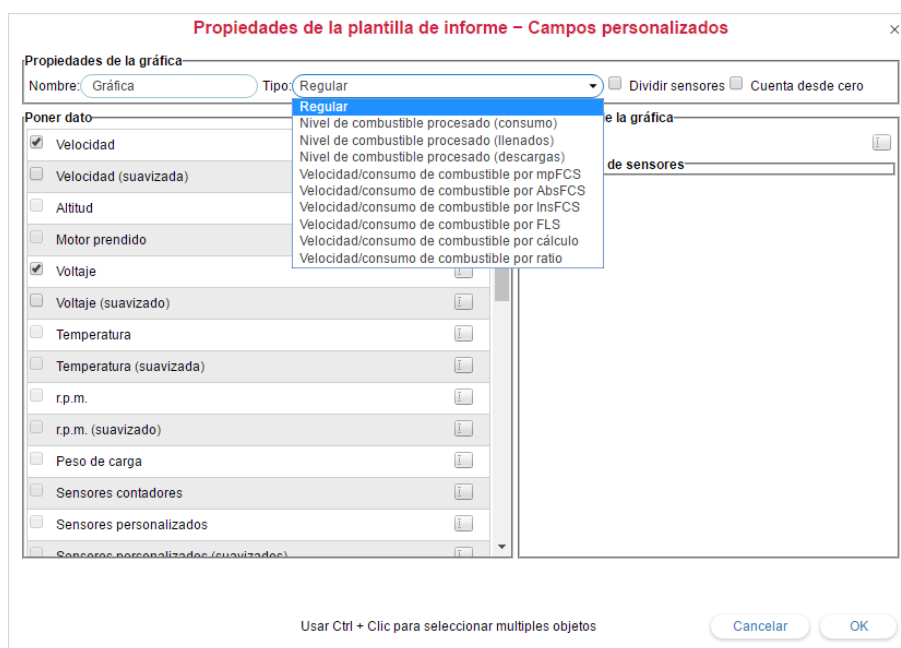 Propiedades de la plantilla de informe – Campos personalizados
Propiedades de la gráfica
Nombre: Gráfica Tipo: Regular Dividir sensores Cuenta desde cero
Regular
Nivel de combustible procesado (consumo)
Nivel de combustible procesado (llenados)
Nivel de combustible procesado (descargas)
Velocidad/consumo de combustible por mpFCS
Velocidad/consumo de combustible por AbsFCS
Velocidad/consumo de combustible por InsFCS
Velocidad/consumo de combustible por FLS
Velocidad/consumo de combustible por cálculo
Velocidad/consumo de combustible por ratio
Poner dato
Velocidad
Velocidad (suavizada)
Altitud
Motor prendido
Voltaje
Voltaje (suavizado)
Temperatura
Temperatura (suavizada)
r.p.m.
r.p.m. (suavizado)
Peso de carga
Sensores contadores
Sensores personalizados
Sensores personalizados (suavizados)
e la gráfica
de sensores
Usar Ctrl + Clic para seleccionar multiples objetos
Cancelar
OK